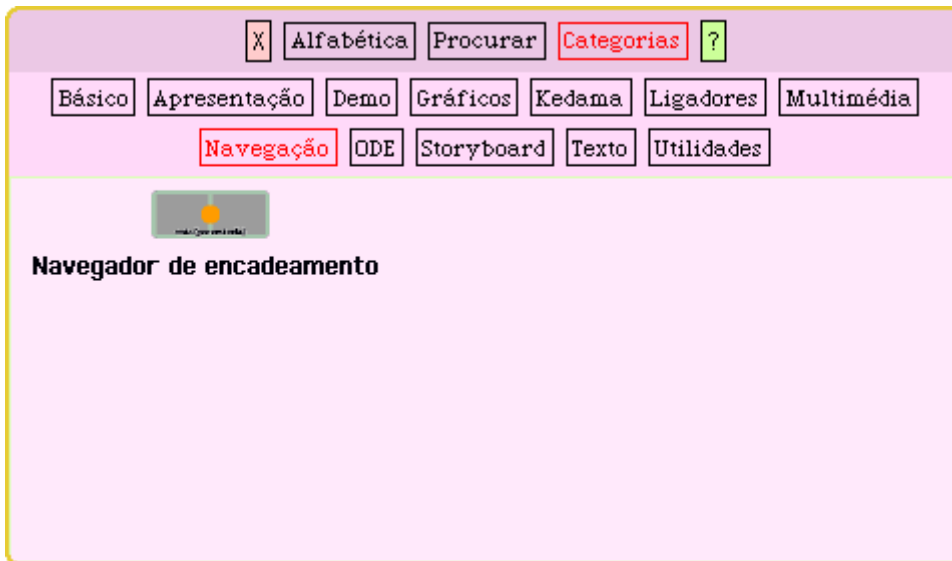 X Alfabética Procurar Categorias ?
Básico Apresentação Demo Gráficos Kedama Ligadores Multimédia
Navegação ODE Storyboard Texto Utilidades
Navegador de encadeamento